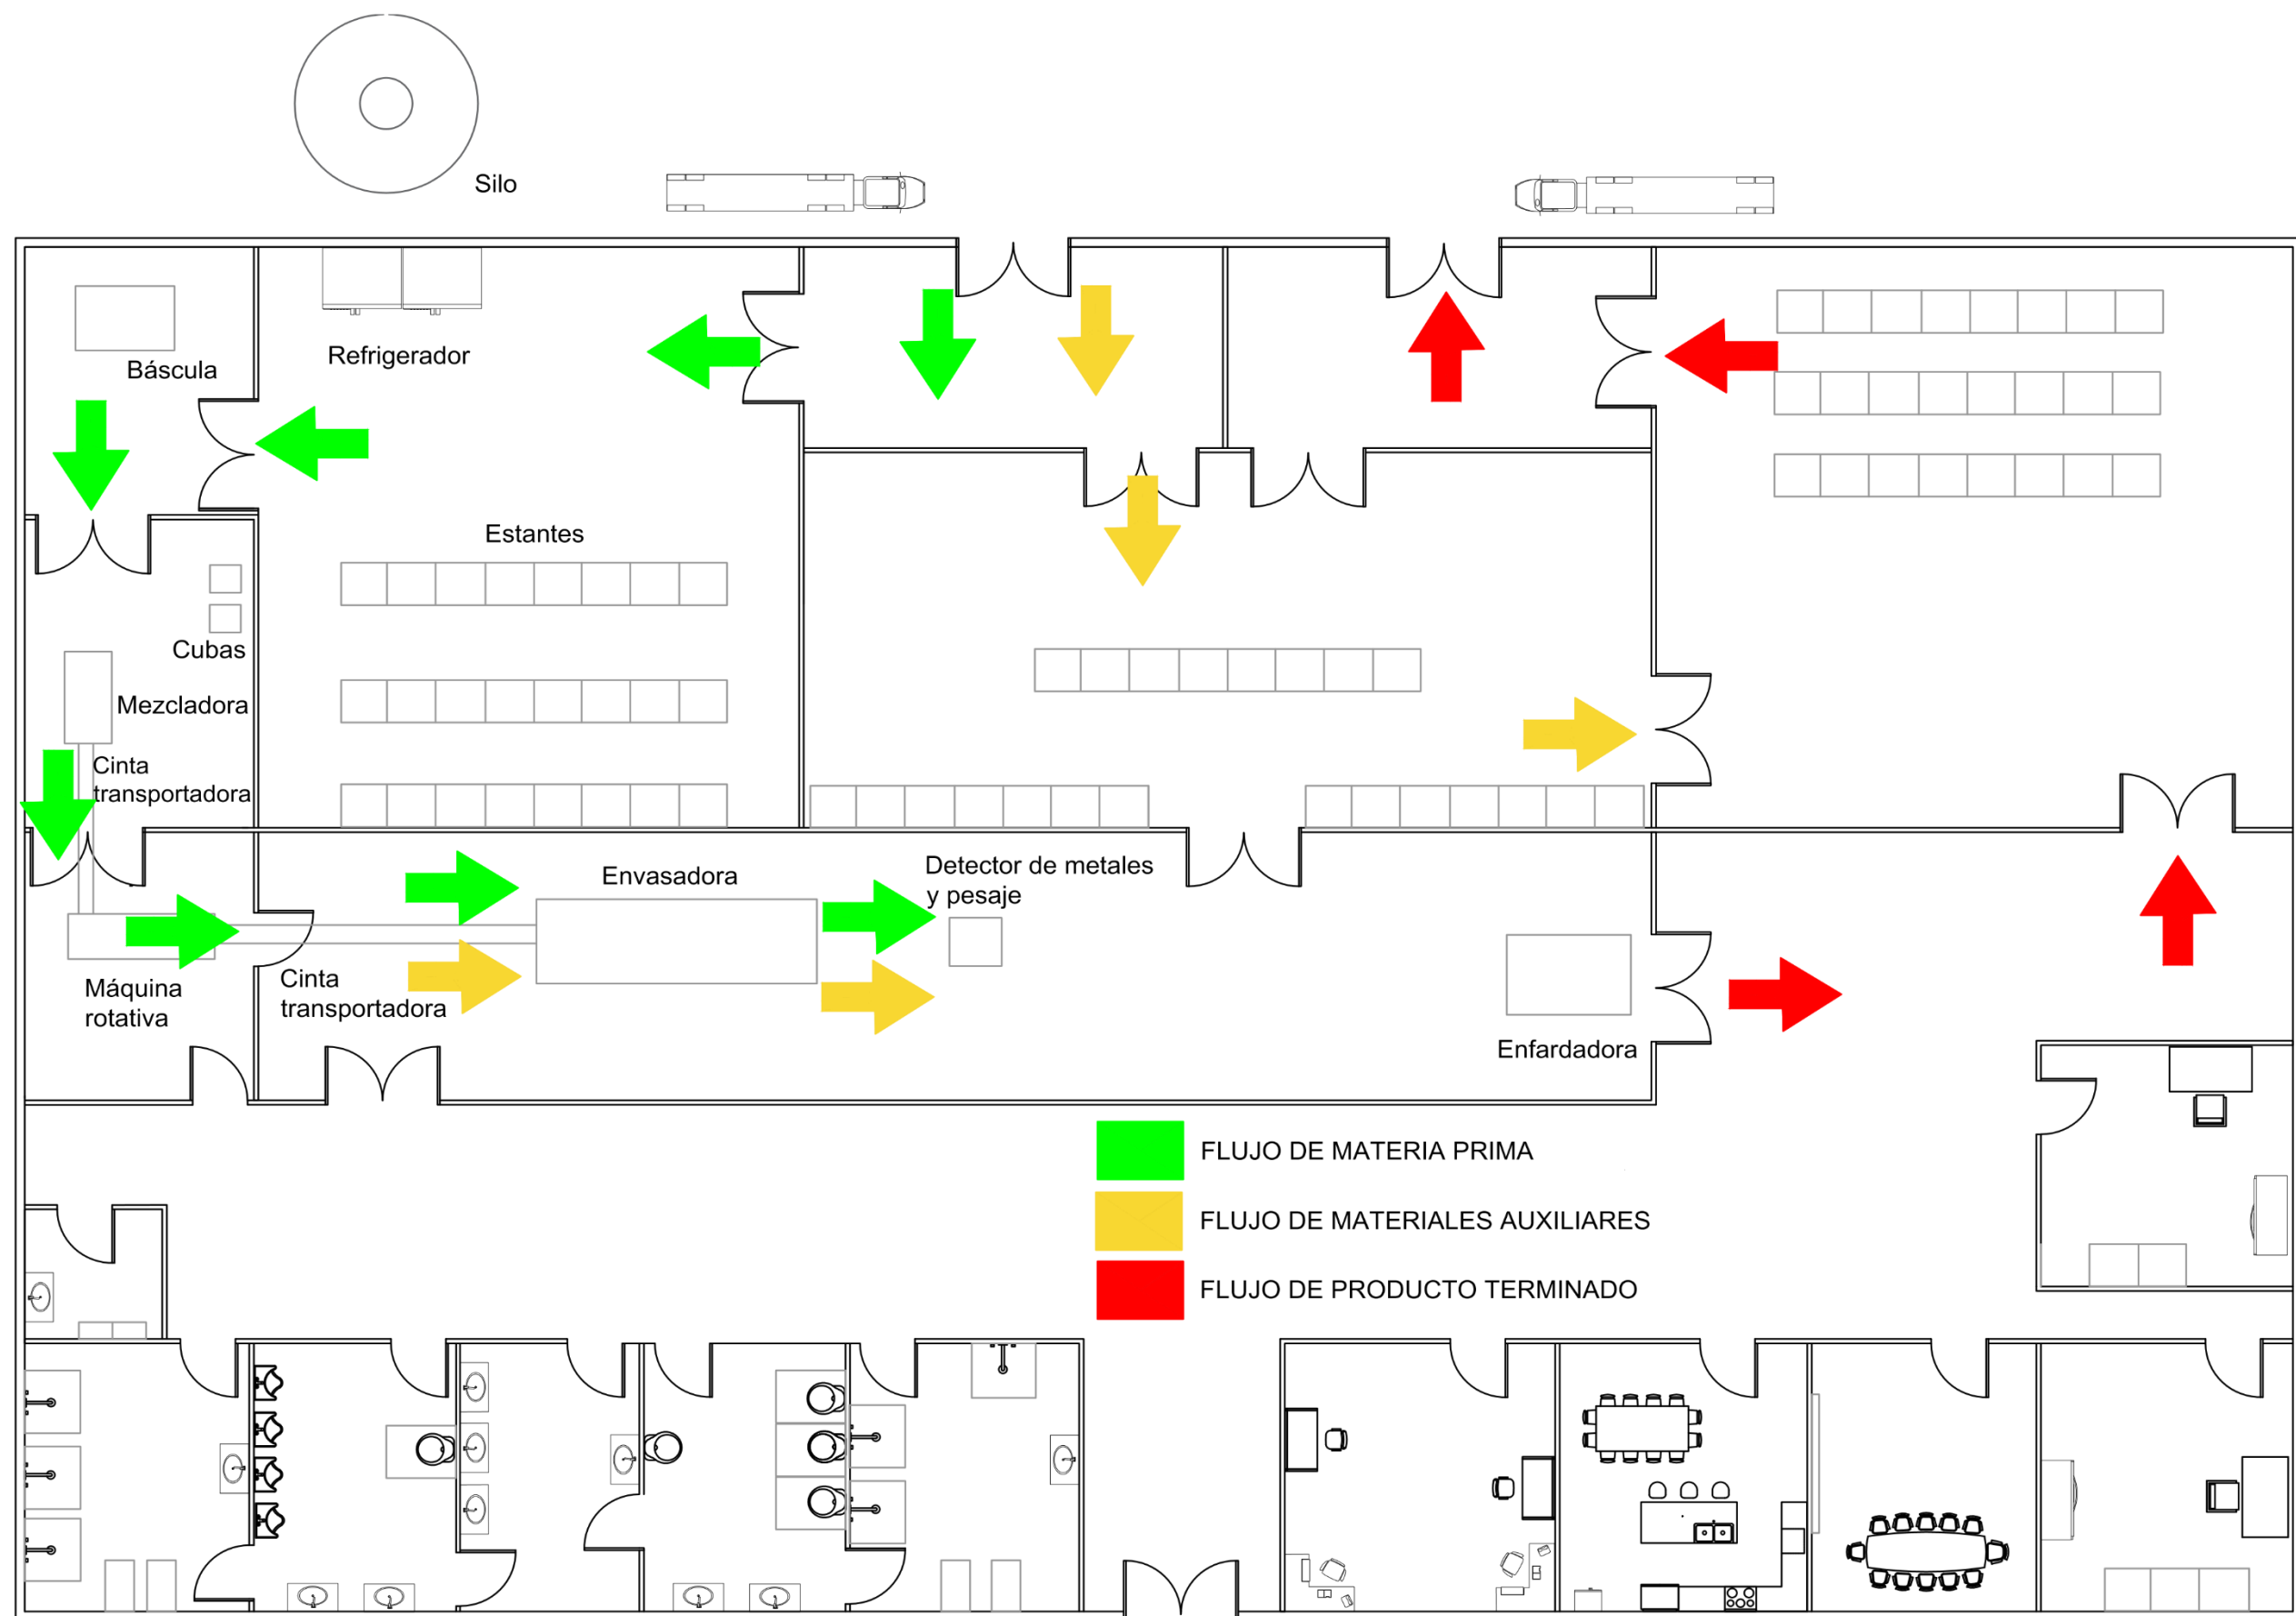 Silo
Refrigerador
Báscula
Estantes
Cubas
Mezcladora
Cinta
transportadora
Envasadora
Detector de metales
y pesaje
Cinta
transportadora
Máquina
rotativa
Enfardadora
FLUJO DE MATERIA PRIMA
FLUJO DE MATERIALES AUXILIARES
FLUJO DE PRODUCTO TERMINADO